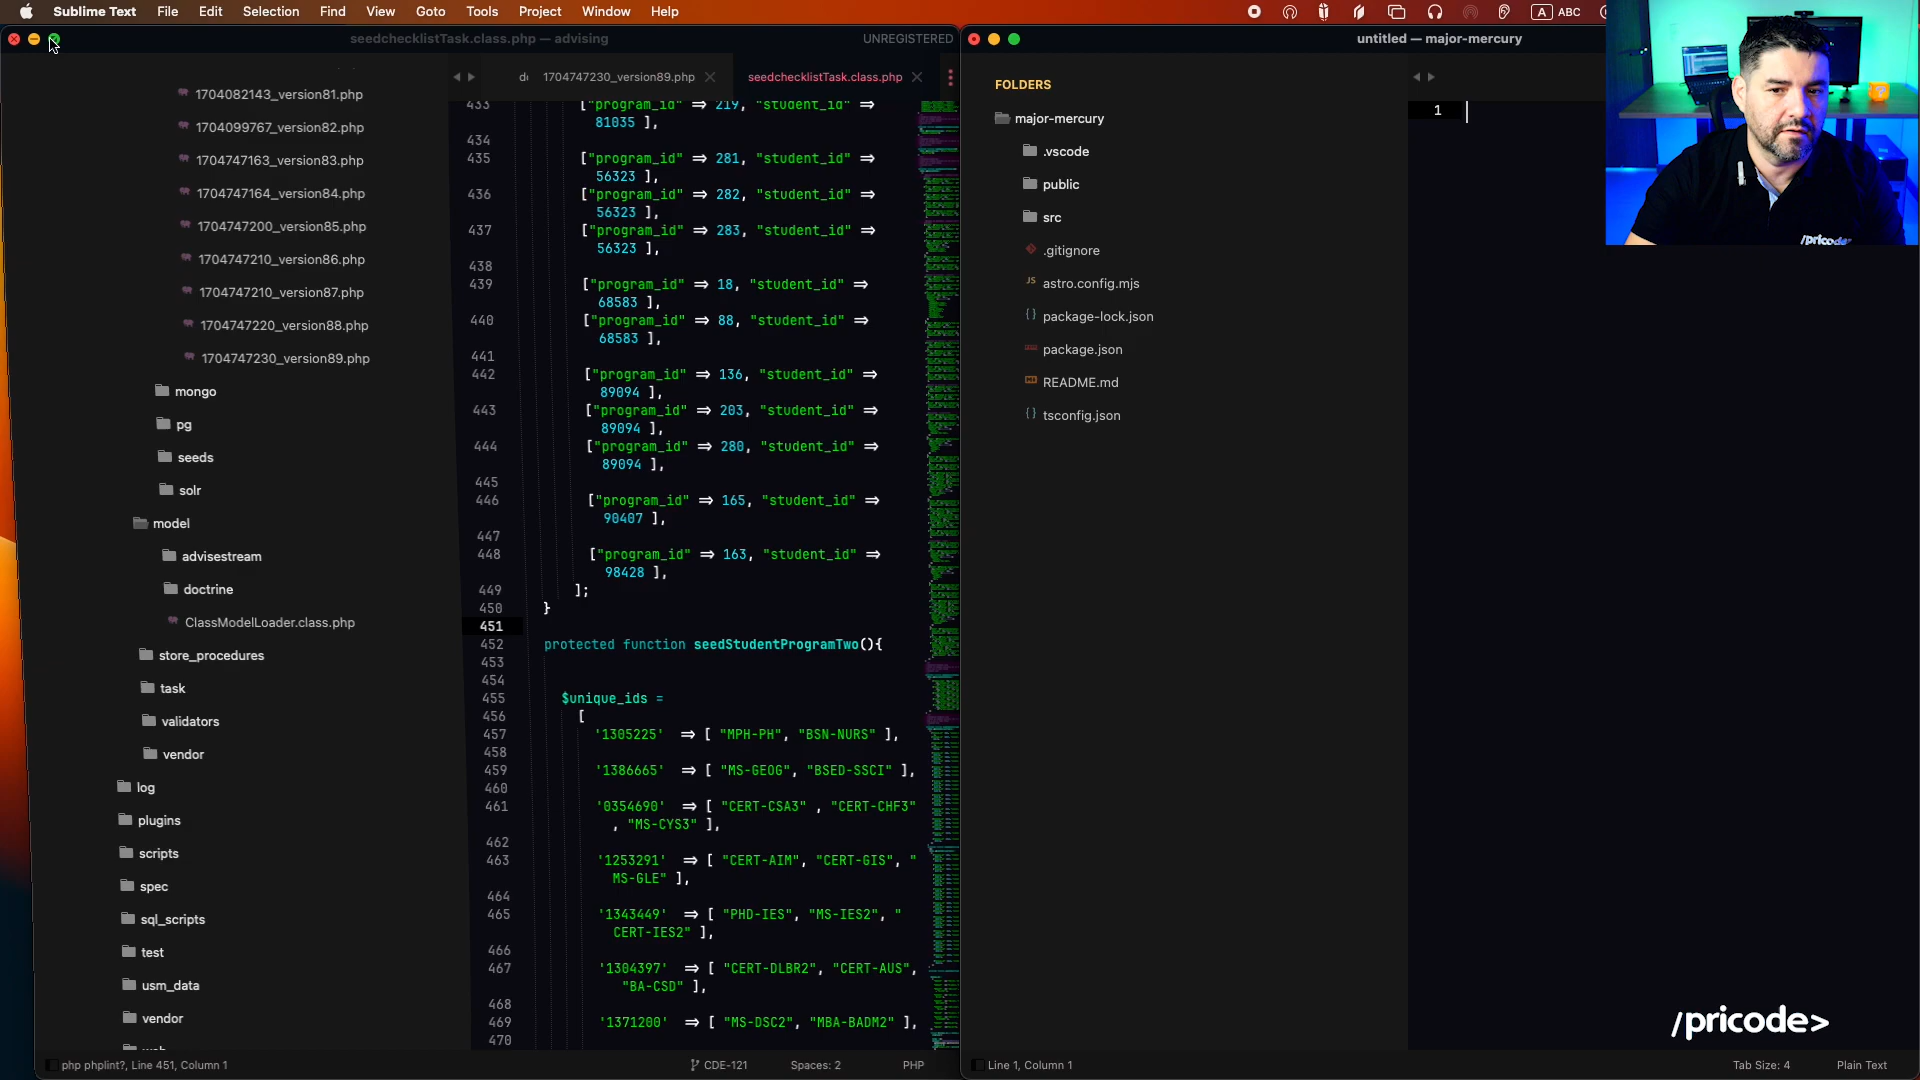 Sublime Text File Edit Selection Find View Goto Tools Project Window Help
A ABC
seedchecklistTask.class.php — advising
UNREGISTERED
1704747230_version89.php
seedchecklistTask.class.php
1704082143_version81.php
1704099767_version82.php
1704747163_version83.php
1704747164_version84.php
1704747200_version85.php
1704747210_version86.php
1704747210_version87.php
1704747220_version88.php
1704747230_version89.php
mongo
pg
seeds
solr
model
advisestream
doctrine
ClassModelLoader.class.php
store_procedures
task
validators
vendor
log
plugins
scripts
spec
sql_scripts
test
usm_data
vendor
433 ["program_id" ⇒ 219, "student_id" ⇒
81035 ],
434
435 ["program_id" ⇒ 281, "student_id" ⇒
56323 ],
436 ["program_id" ⇒ 282, "student_id" ⇒
56323 ],
437 ["program_id" ⇒ 283, "student_id" ⇒
56323 ],
438
439 ["program_id" ⇒ 18, "student_id" ⇒
68583 ],
440 ["program_id" ⇒ 88, "student_id" ⇒
68583 ],
441
442 ["program_id" ⇒ 136, "student_id" ⇒
89094 ],
443 ["program_id" ⇒ 203, "student_id" ⇒
89094 ],
444 ["program_id" ⇒ 280, "student_id" ⇒
89094 ],
445
446 ["program_id" ⇒ 165, "student_id" ⇒
90407 ],
447
448 ["program_id" ⇒ 163, "student_id" ⇒
98428 ],
449 ];
450 }
451
452 protected function seedStudentProgramTwo(){
453
454
455 $unique_ids =
456 [
457 '1305225' ⇒ [ "MPH-PH", "BSN-NURS" ],
458
459 '1386665' ⇒ [ "MS-GEOG", "BSED-SSCI" ],
460
461 '0354690' ⇒ [ "CERT-CSA3" , "CERT-CHF3"
, "MS-CYS3" ],
462
463 '1253291' ⇒ [ "CERT-AIM", "CERT-GIS", "
MS-GLE" ],
464
465 '1343449' ⇒ [ "PHD-IES", "MS-IES2", "
CERT-IES2" ],
466
467 '1304397' ⇒ [ "CERT-DLBR2", "CERT-AUS",
"BA-CSD" ],
468
469 '1371200' ⇒ [ "MS-DSC2", "MBA-BADM2" ],
470
php phplint?, Line 451, Column 1
CDE-121
Spaces: 2
PHP
untitled — major-mercury
FOLDERS
major-mercury
.vscode
public
src
.gitignore
JS astro.config.mjs
{} package-lock.json
package.json
README.md
{} tsconfig.json
1
Line 1, Column 1
Tab Size: 4
Plain Text
/pricode
/pricode>